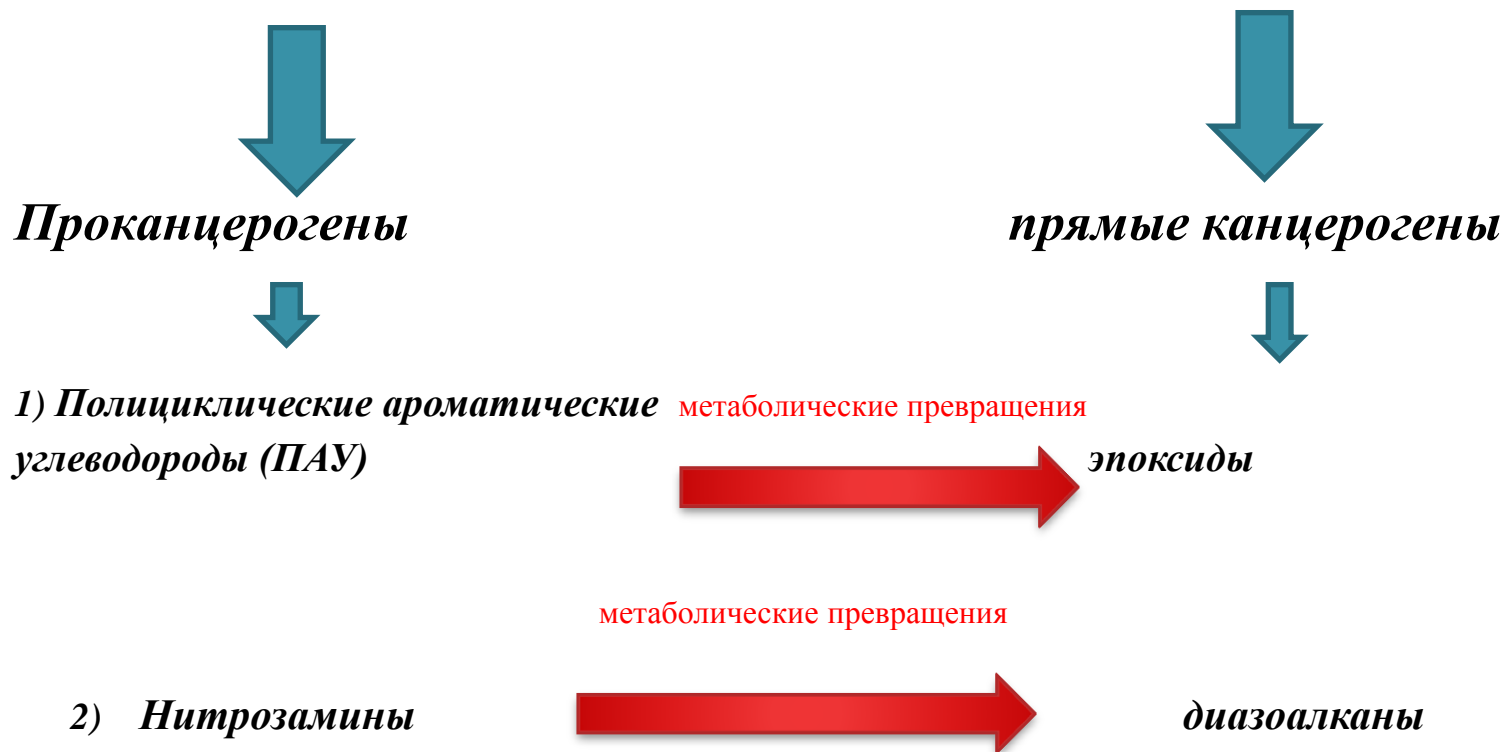 Проканцерогены
прямые канцерогены
1) Полициклические ароматические
углеводороды (ПАУ)
метаболические превращения
эпоксиды
метаболические превращения
2) Нитрозамины
диазоалканы